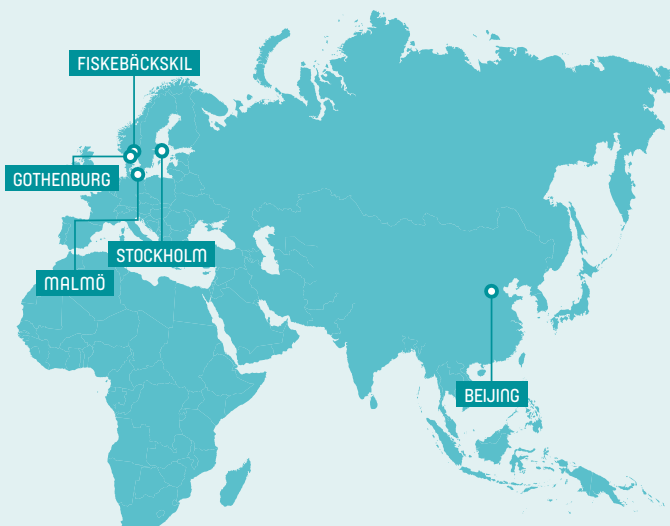 FISKEBÄCKSKIL
GOTHENBURG
STOCKHOLM
MALMÖ
BEIJING